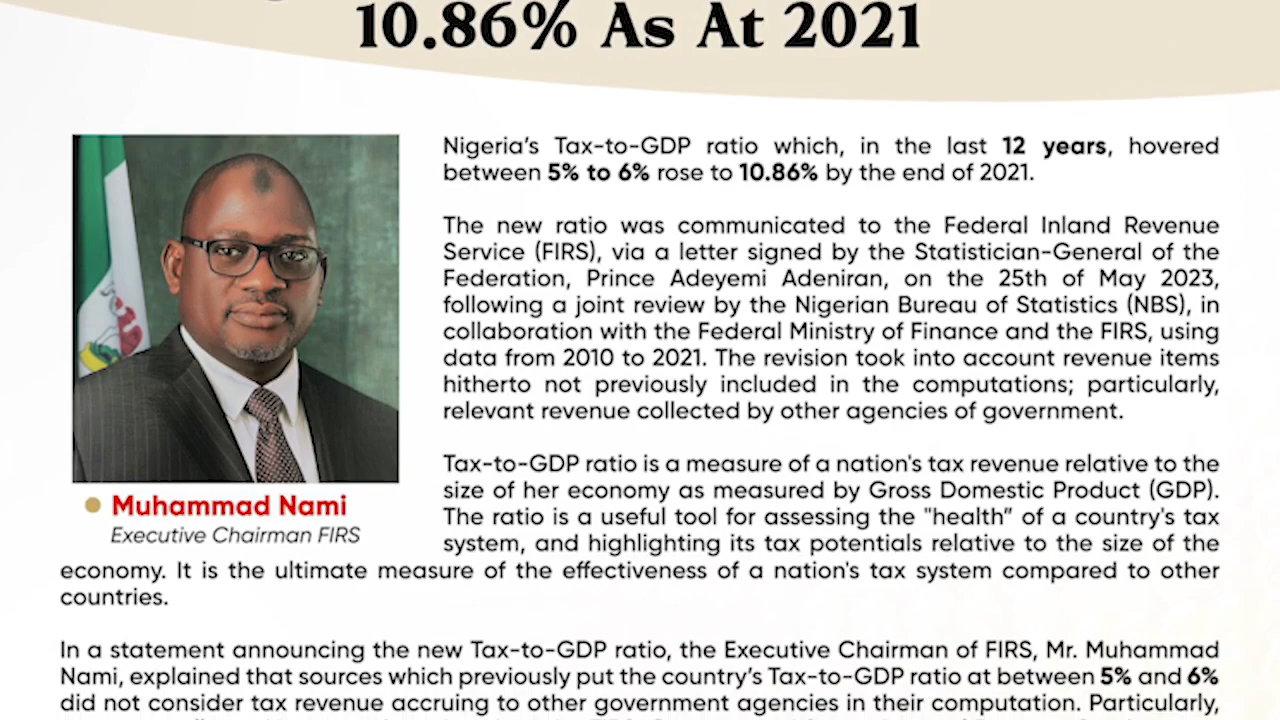 10.86% As At 2021
Nigeria's Tax-to-GDP ratio which, in the last 12 years, hovered
between 5% to 6% rose to 10.86% by the end of 2021.
The new ratio was communicated to the Federal Inland Revenue
Service (FIRS), via a letter signed by the Statistician-General of the
Federation, Prince Adeyemi Adeniran, on the 25th of May 2023,
following a joint review by the Nigerian Bureau of Statistics (NBS), in
collaboration with the Federal Ministry of Finance and the FIRS, using
data from 2010 to 2021. The revision took into account revenue items
hitherto not previously included in the computations; particularly,
relevant revenue collected by other agencies of government.
Tax-to-GDP ratio is a measure of a nation's tax revenue relative to the
size of her economy as measured by Gross Domestic Product (GDP).
The ratio is a useful tool for assessing the "health" of a country's tax
system, and highlighting its tax potentials relative to the size of the
economy. It is the ultimate measure of the effectiveness of a nation's tax system compared to other
countries.
Muhammad Nami
Executive Chairman FIRS
In a statement announcing the new Tax-to-GDP ratio, the Executive Chairman of FIRS, Mr. Muhammad
Nami, explained that sources which previously put the country's Tax-to-GDP ratio at between 5% and 6%
did not consider tax revenue accruing to other government agencies in their computation. Particularly,